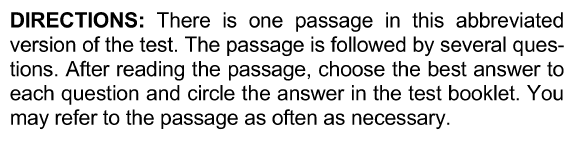 DIRECTIONS: There is one passage in this abbreviated
version of the test. The passage is followed by several ques-
tions. After reading the passage, choose the best answer to
each question and circle the answer in the test booklet. You
may refer to the passage as often as necessary.